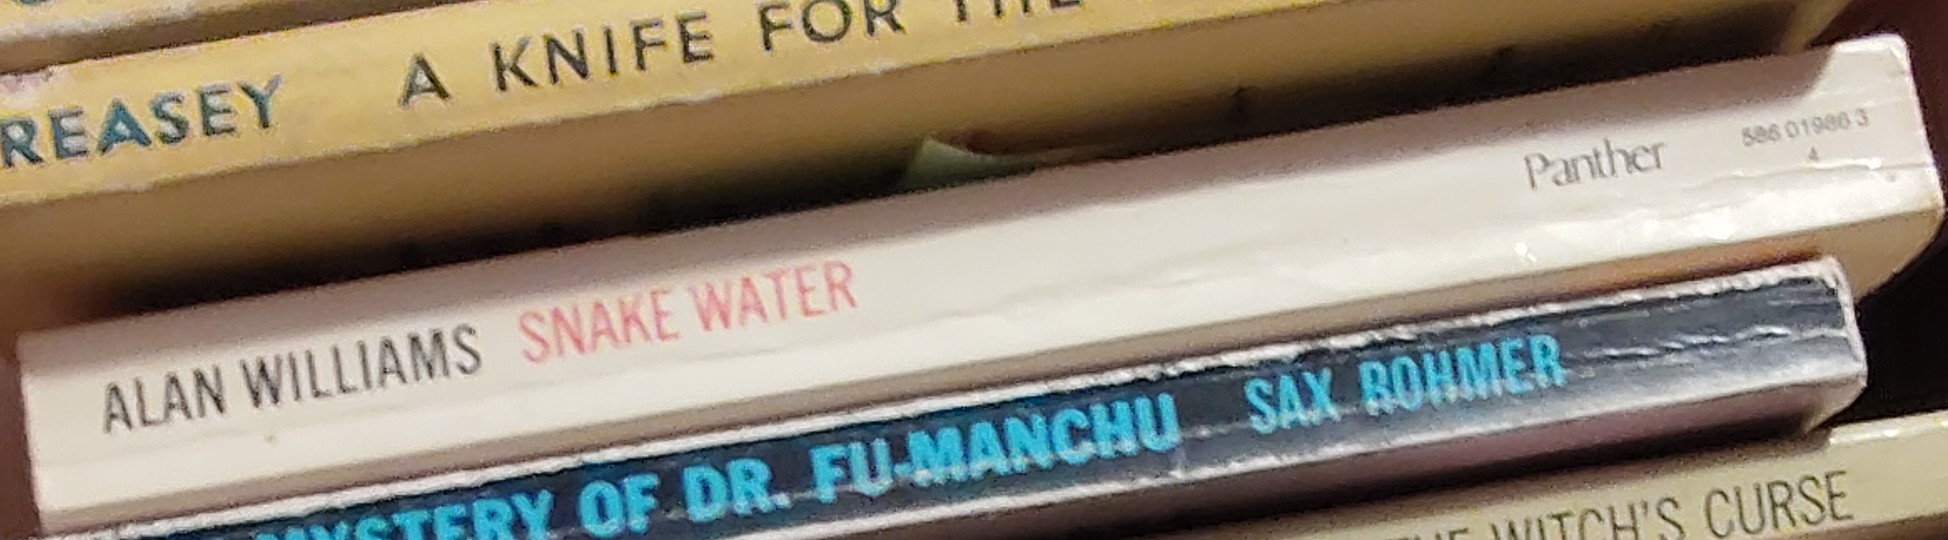 REASEY A KNIFE FOR THE
ALAN WILLIAMS SNAKE WATER Panther 586 01986 3
4
MYSTERY OF DR. FU-MANCHU SAX ROHMER
THE WITCH'S CURSE